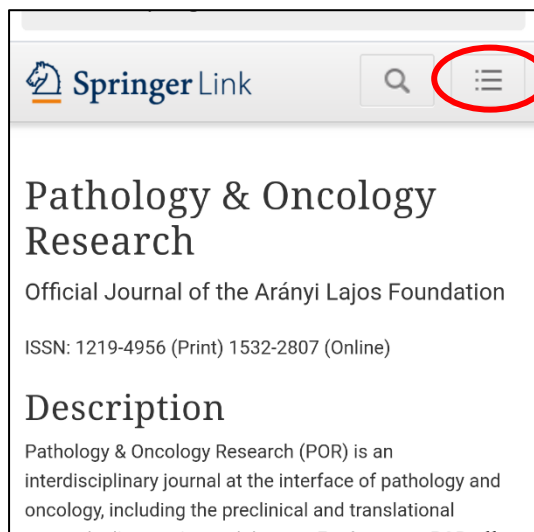 Springer Link
Pathology & Oncology
Research
Official Journal of the Arányi Lajos Foundation
ISSN: 1219-4956 (Print) 1532-2807 (Online)
Description
Pathology & Oncology Research (POR) is an
interdisciplinary journal at the interface of pathology and
oncology, including the preclinical and translational